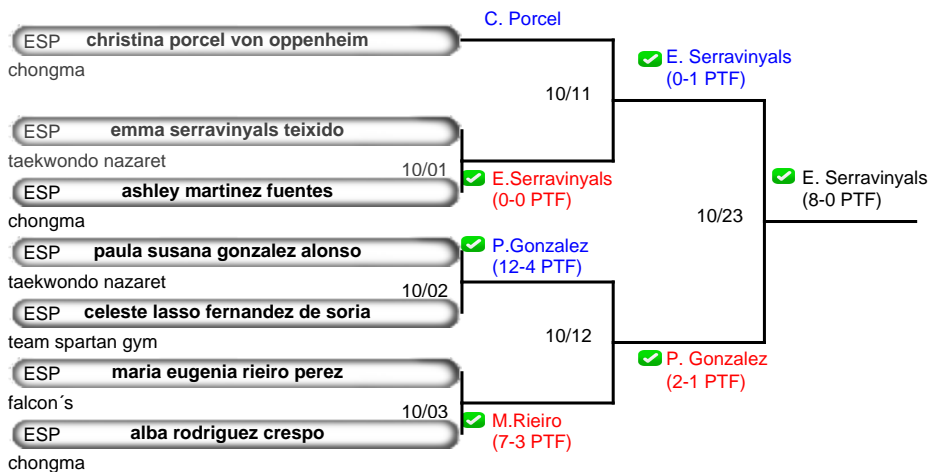 C. Porcel
ESP christina porcel von oppenheim
chongma
E. Serravinyals
(0-1 PTF)
10/11
ESP emma serravinyals teixido
taekwondo nazaret
10/01
ESP ashley martinez fuentes
chongma
E.Serravinyals
(0-0 PTF)
E. Serravinyals
(8-0 PTF)
10/23
ESP paula susana gonzalez alonso
taekwondo nazaret
P.Gonzalez
(12-4 PTF)
10/02
ESP celeste lasso fernandez de soria
team spartan gym
10/12
P. Gonzalez
(2-1 PTF)
ESP maria eugenia rieiro perez
falcon´s
10/03
ESP alba rodriguez crespo
chongma
M.Rieiro
(7-3 PTF)